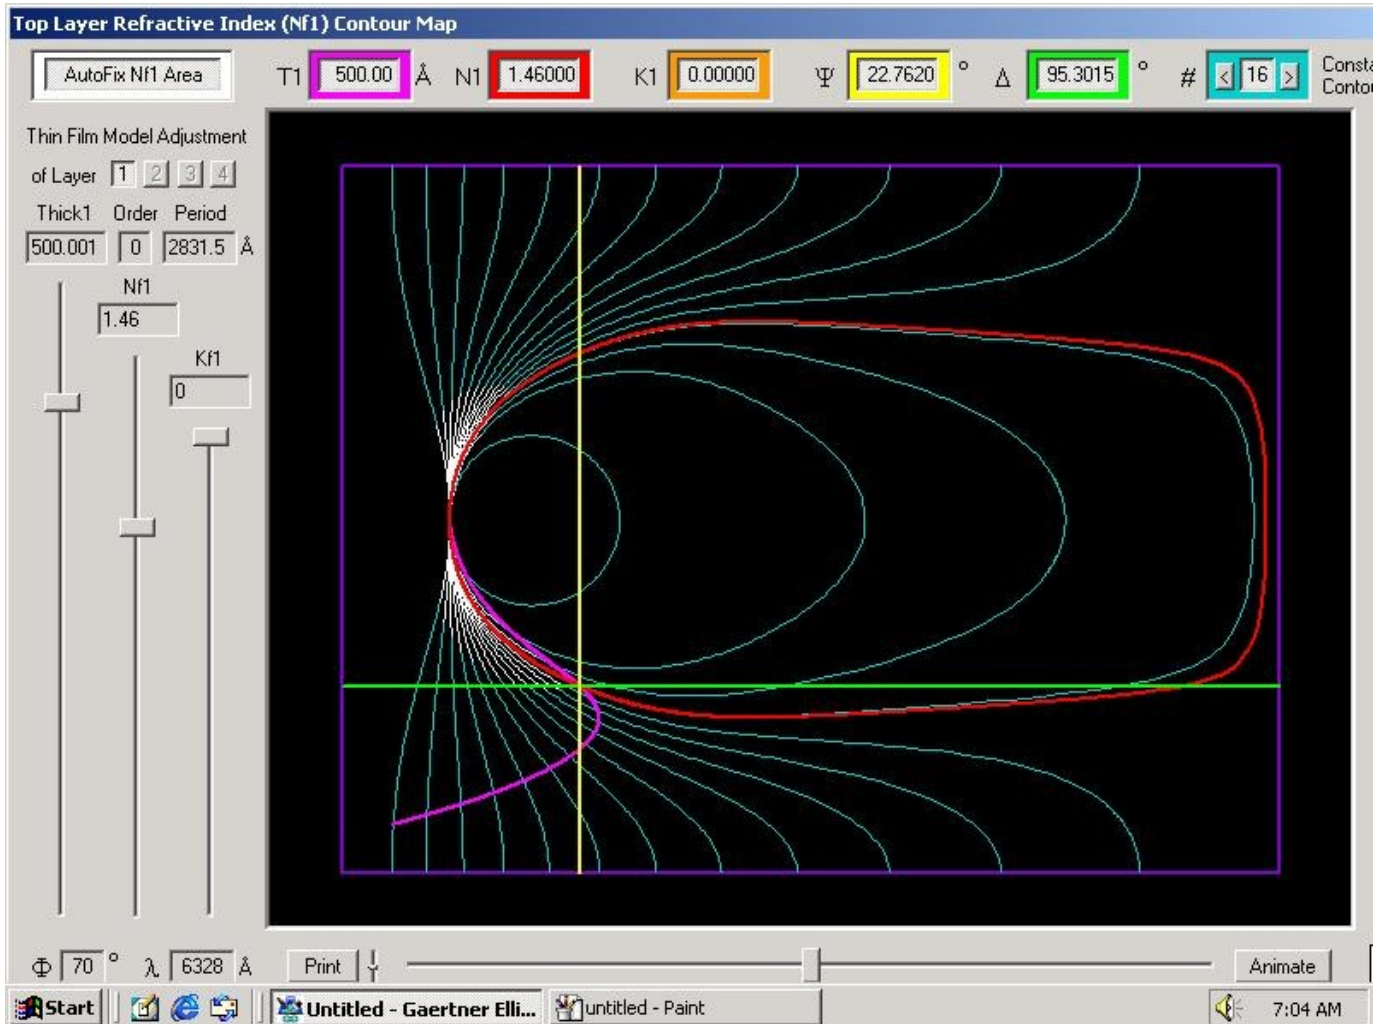 Top Layer Refractive Index (Nf1) Contour Map
AutoFix Nf1 Area T1 500.00 Å N1 1.46000 K1 0.00000 Ψ 22.7620 ° Δ 95.3015 ° # < 16 > Consta
Contou
Thin Film Model Adjustment
of Layer 1 2 3 4
Thick1 Order Period
500.001 0 2831.5 Å
Nf1
1.46
Kf1
0
Φ 70 ° λ 6328 Å Print Animate
Start Untitled - Gaertner Elli... untitled - Paint 7:04 AM